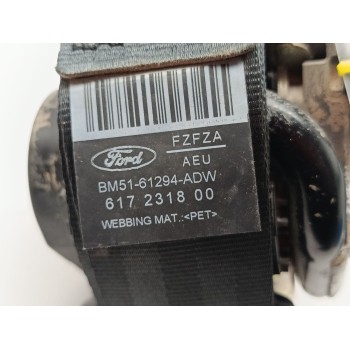 FZFZA
Ford
AEU
BM51-61294-ADW
617 2318 00
WEBBING MAT.:<PET>